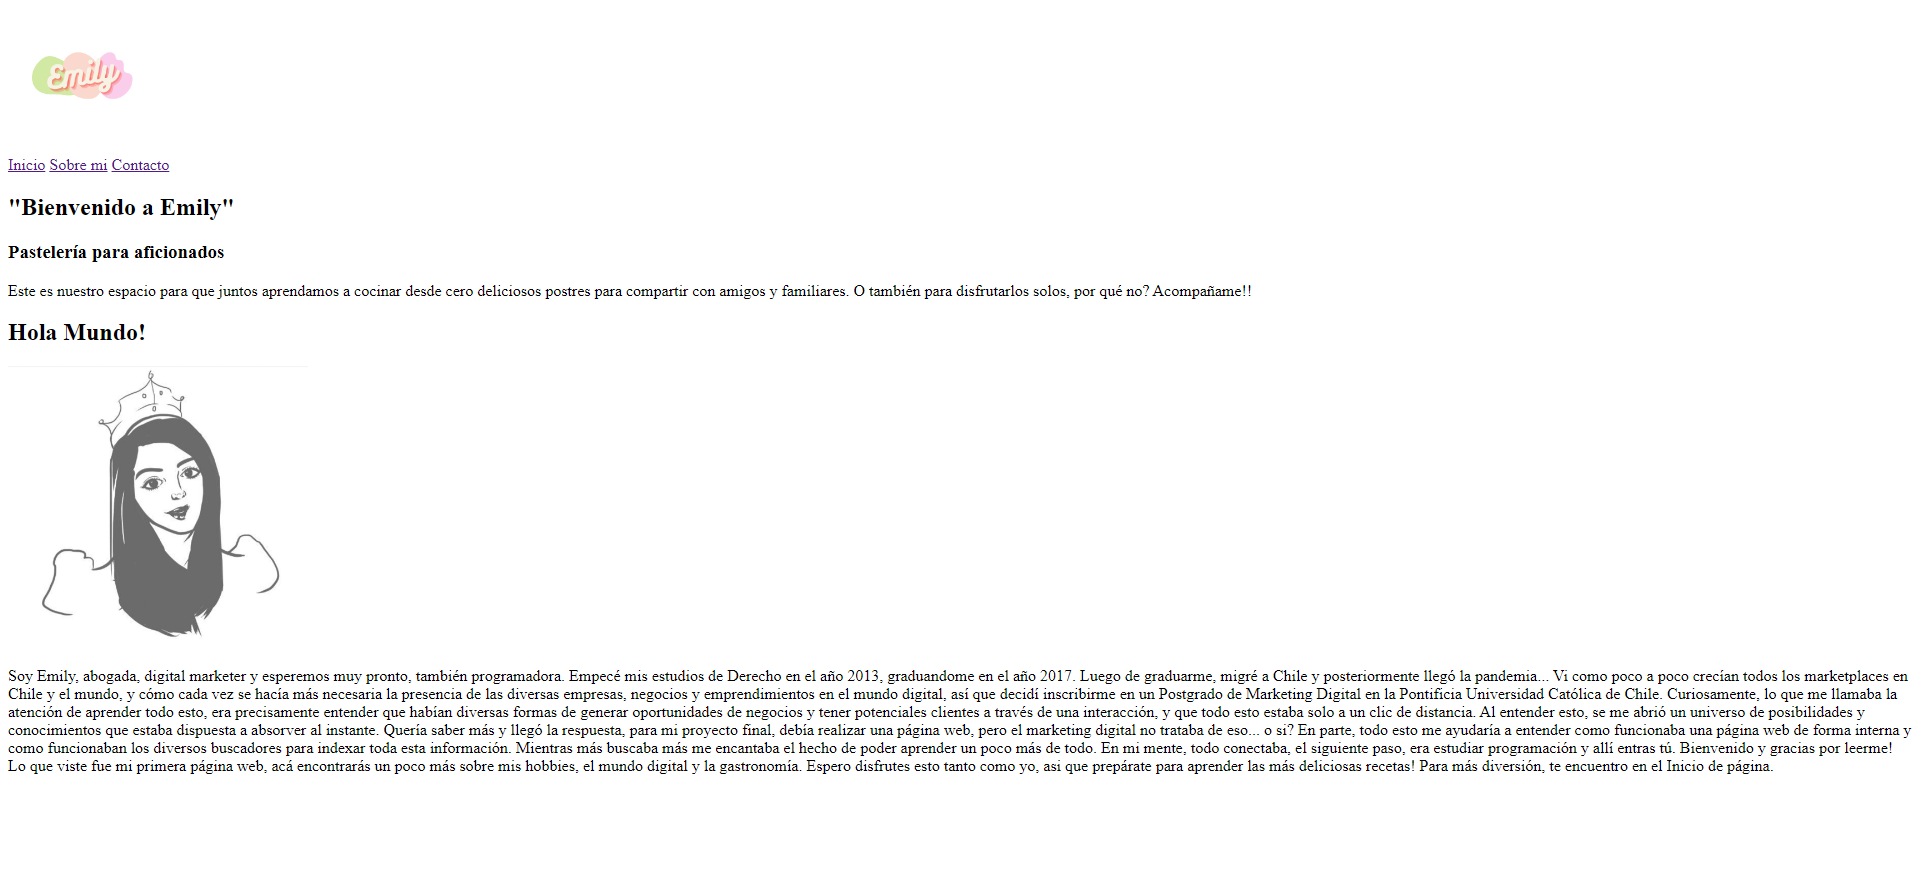 Emily
Inicio Sobre mi Contacto
"Bienvenido a Emily"
Pastelería para aficionados
Este es nuestro espacio para que juntos aprendamos a cocinar desde cero deliciosos postres para compartir con amigos y familiares. O también para disfrutarlos solos, por qué no? Acompañame!!
Hola Mundo!
Soy Emily, abogada, digital marketer y esperemos muy pronto, también programadora. Empecé mis estudios de Derecho en el año 2013, graduandome en el año 2017. Luego de graduarme, migré a Chile y posteriormente llegó la pandemia... Vi como poco a poco crecían todos los marketplaces en
Chile y el mundo, y cómo cada vez se hacía más necesaria la presencia de las diversas empresas, negocios y emprendimientos en el mundo digital, asi que decidí inscribirme en un Postgrado de Marketing Digital en la Pontificia Universidad Católica de Chile. Curiosamente, lo que me llamaba la
atención de aprender todo esto, era precisamente entender que habían diversas formas de generar oportunidades de negocios y tener potenciales clientes a través de una interacción, y que todo esto estaba solo a un clic de distancia. Al entender esto, se me abrió un universo de posibilidades y
conocimientos que estaba dispuesta a absorver al instante. Quería saber más y llegó la respuesta, para mi proyecto final, debía realizar una página web, pero el marketing digital no trataba de eso... o si? En parte, todo esto me ayudaría a entender como funcionaba una página web de forma interna y
como funcionaban los diversos buscadores para indexar toda esta información. Mientras más buscaba más me encantaba el hecho de poder aprender un poco más de todo. En mi mente, todo conectaba, el siguiente paso, era estudiar programación y allí entras tú. Bienvenido y gracias por leerme!
Lo que viste fue mi primera página web, acá encontrarás un poco más sobre mis hobbies, el mundo digital y la gastronomía. Espero disfrutes esto tanto como yo, asi que prepárate para aprender las más deliciosas recetas! Para más diversión, te encuentro en el Inicio de página.